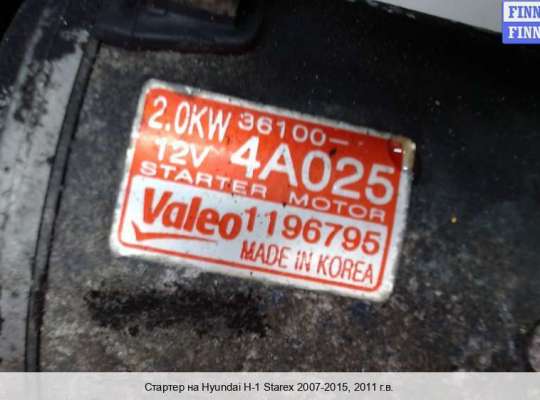 FINN
FINN
2.0KW 36100-
12V 4A025
STARTER MOTOR
Valeo 1196795
MADE IN KOREA
Стартер на Hyundai H-1 Starex 2007-2015, 2011 г.в.